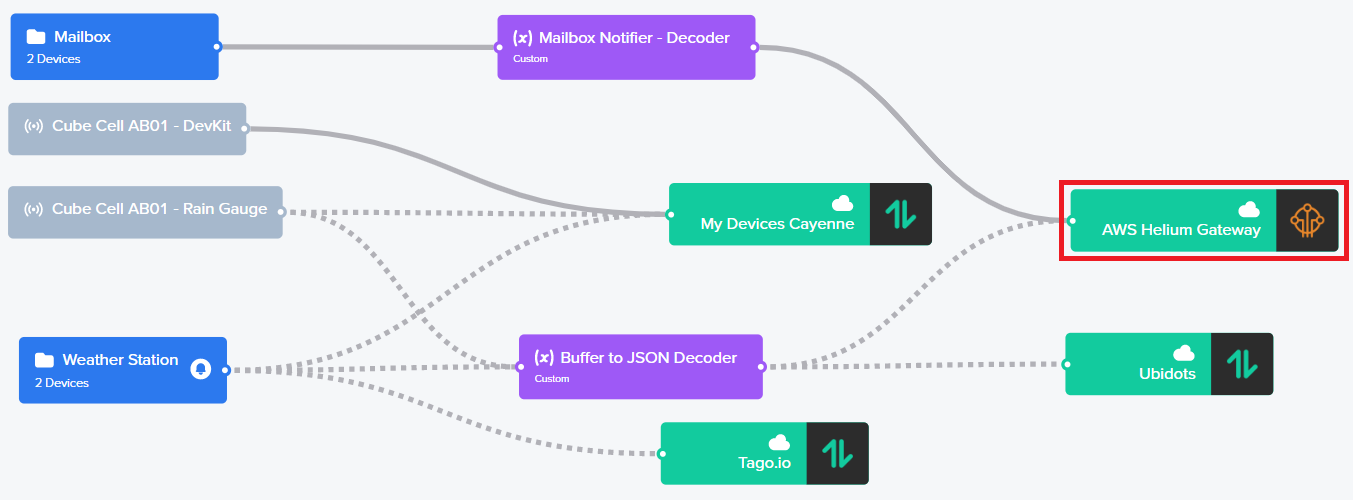 Mailbox
2 Devices
(x) Mailbox Notifier - Decoder
Custom
Cube Cell AB01 - DevKit
Cube Cell AB01 - Rain Gauge
My Devices Cayenne
AWS Helium Gateway
Weather Station
2 Devices
(x) Buffer to JSON Decoder
Custom
Ubidots
Tago.io